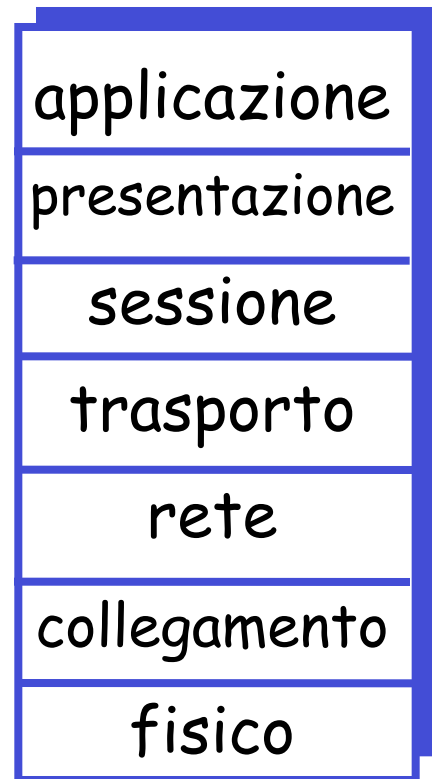 applicazione
presentazione
sessione
trasporto
rete
collegamento
fisico